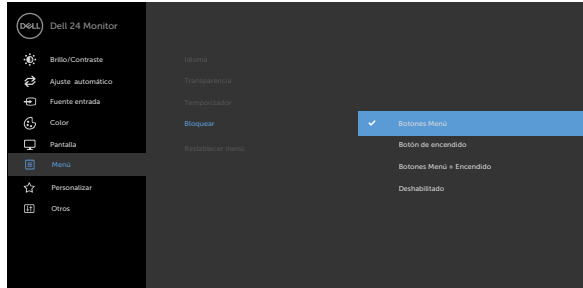 DELL Dell 24 Monitor
Brillo/Contraste
Idioma
Ajuste automático
Transparencia
Fuente entrada
Temporizador
Color
Bloquear
Botones Menú
Pantalla
Restablecer menú
Botón de encendido
Menú
Botones Menú + Encendido
Personalizar
Deshabilitado
Otros